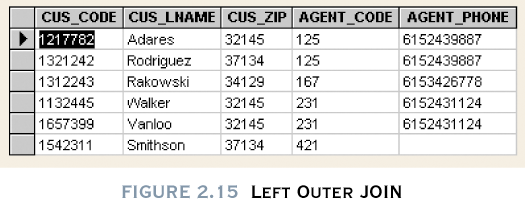 CUS_CODE CUS_LNAME CUS_ZIP AGENT_CODE AGENT_PHONE
1217782 Adares 32145 125 6152439887
1321242 Rodriguez 37134 125 6152439887
1312243 Rakowski 34129 167 6153426778
1132445 Walker 32145 231 6152431124
1657399 Vanloo 32145 231 6152431124
1542311 Smithson 37134 421
FIGURE 2.15 LEFT OUTER JOIN